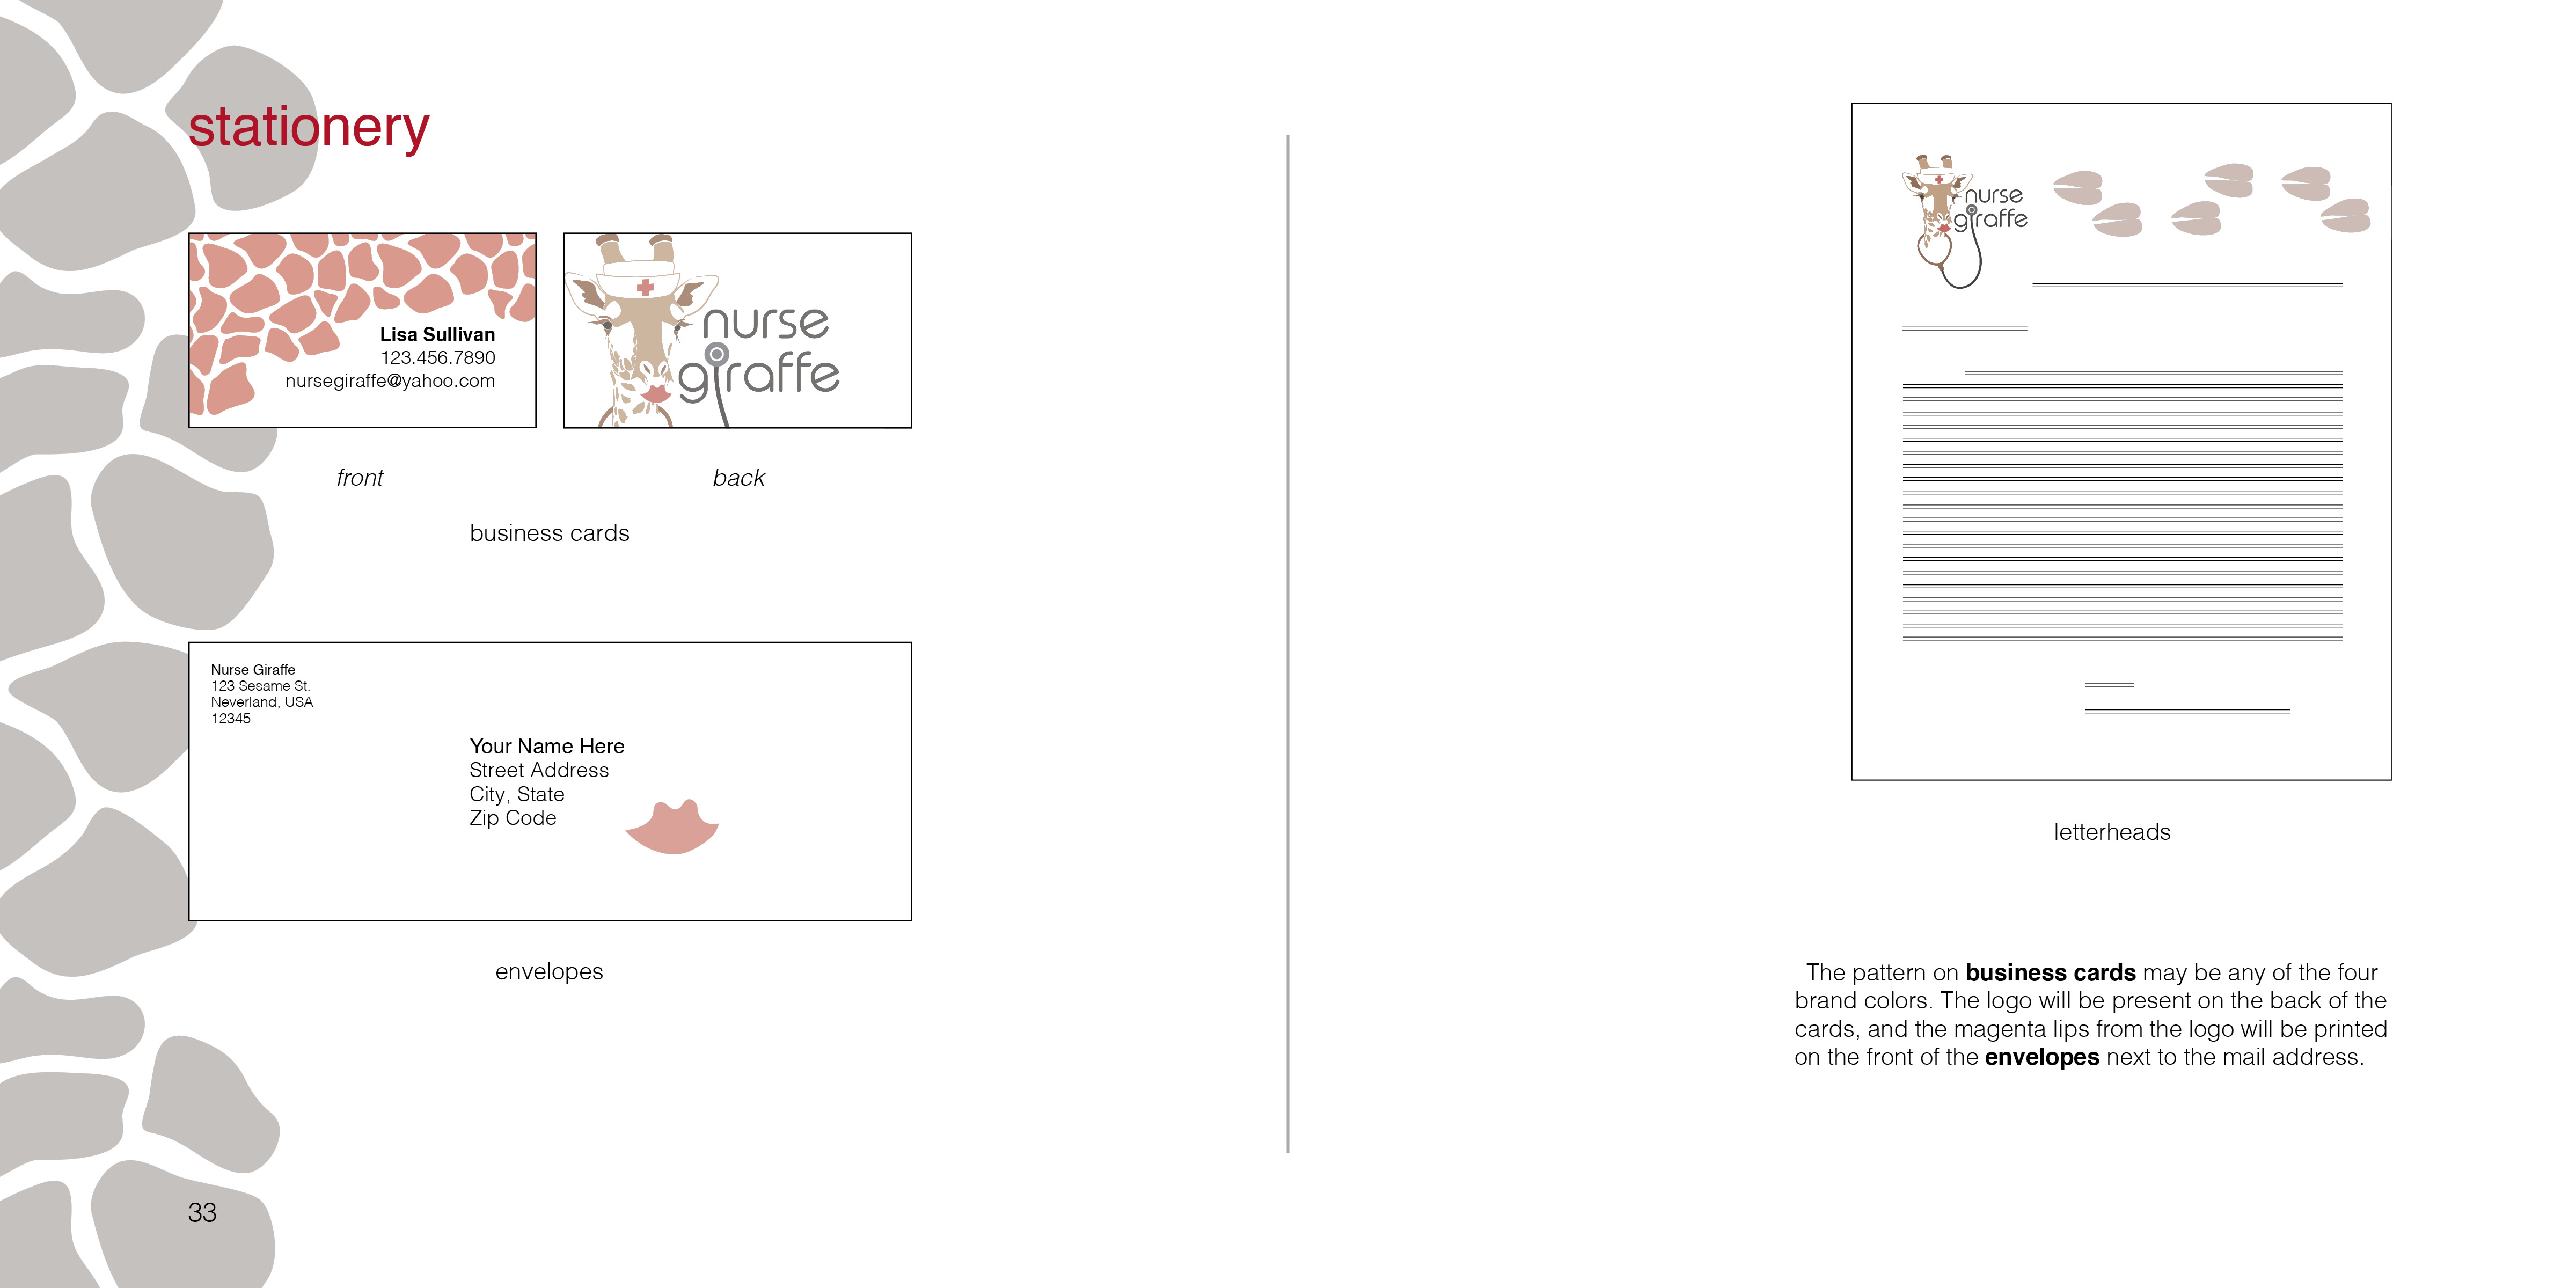 stationery
Lisa Sullivan
123.456.7890
nursegiraffe@yahoo.com
nurse
giraffe
front
back
business cards
Nurse Giraffe
123 Sesame St.
Neverland, USA
12345
Your Name Here
Street Address
City, State
Zip Code
envelopes
33
nurse
giraffe
letterheads
The pattern on business cards may be any of the four
brand colors. The logo will be present on the back of the
cards, and the magenta lips from the logo will be printed
on the front of the envelopes next to the mail address.